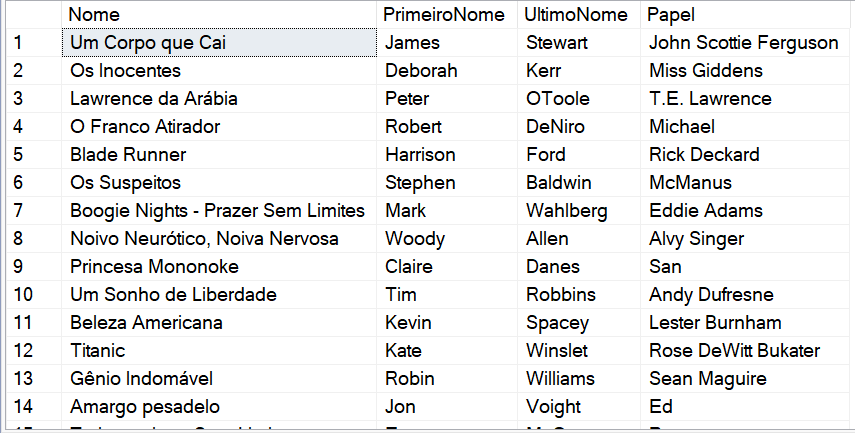 Nome PrimeiroNome UltimoNome Papel
1 Um Corpo que Cai James Stewart John Scottie Ferguson
2 Os Inocentes Deborah Kerr Miss Giddens
3 Lawrence da Arábia Peter OToole T.E. Lawrence
4 O Franco Atirador Robert DeNiro Michael
5 Blade Runner Harrison Ford Rick Deckard
6 Os Suspeitos Stephen Baldwin McManus
7 Boogie Nights - Prazer Sem Limites Mark Wahlberg Eddie Adams
8 Noivo Neurótico, Noiva Nervosa Woody Allen Alvy Singer
9 Princesa Mononoke Claire Danes San
10 Um Sonho de Liberdade Tim Robbins Andy Dufresne
11 Beleza Americana Kevin Spacey Lester Burnham
12 Titanic Kate Winslet Rose DeWitt Bukater
13 Gênio Indomável Robin Williams Sean Maguire
14 Amargo pesadelo Jon Voight Ed